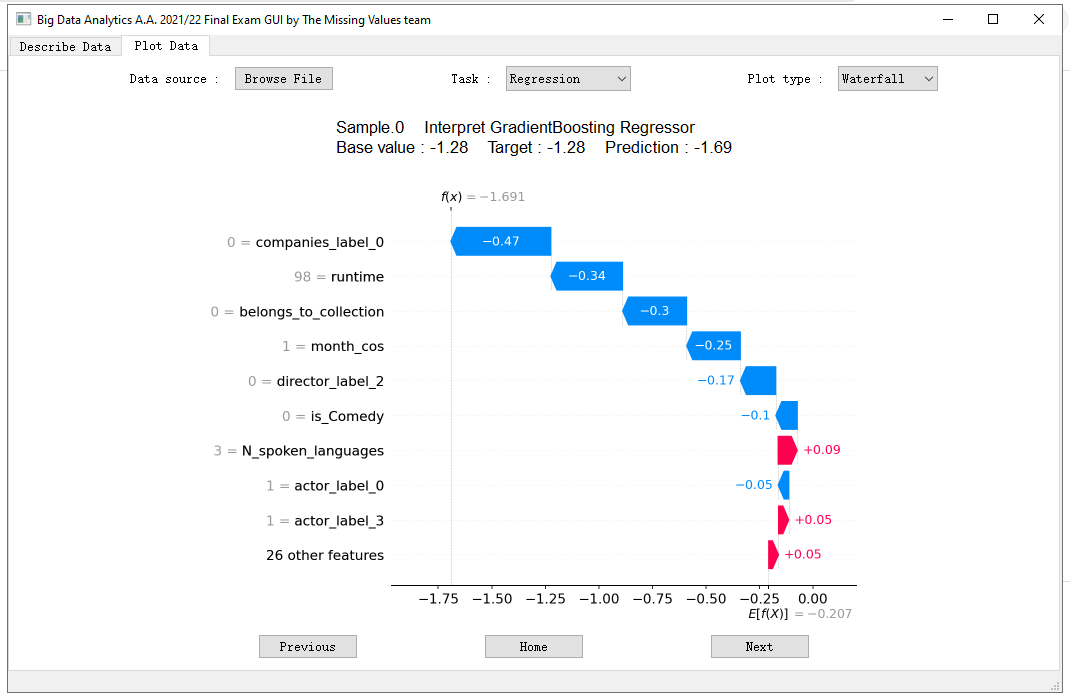 Big Data Analytics A.A. 2021/22 Final Exam GUI by The Missing Values team
Describe Data Plot Data
Data source : Browse File Task : Regression Plot type : Waterfall
Sample.0 Interpret GradientBoosting Regressor
Base value : -1.28 Target : -1.28 Prediction : -1.69
f(x) = −1.691
0 = companies_label_0 −0.47
98 = runtime −0.34
0 = belongs_to_collection −0.3
1 = month_cos −0.25
0 = director_label_2 −0.17
0 = is_Comedy −0.1
3 = N_spoken_languages +0.09
1 = actor_label_0 −0.05
1 = actor_label_3 +0.05
26 other features +0.05
−1.75 −1.50 −1.25 −1.00 −0.75 −0.50 −0.25 0.00
E[f(X)] = −0.207
Previous Home Next